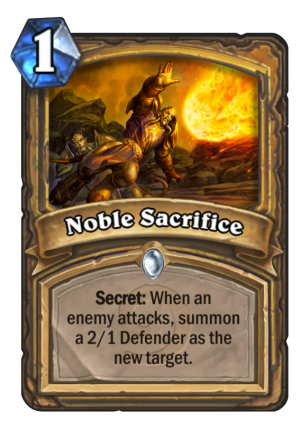 1
Noble Sacrifice
Secret: When an
enemy attacks, summon
a 2/1 Defender as the
new target.